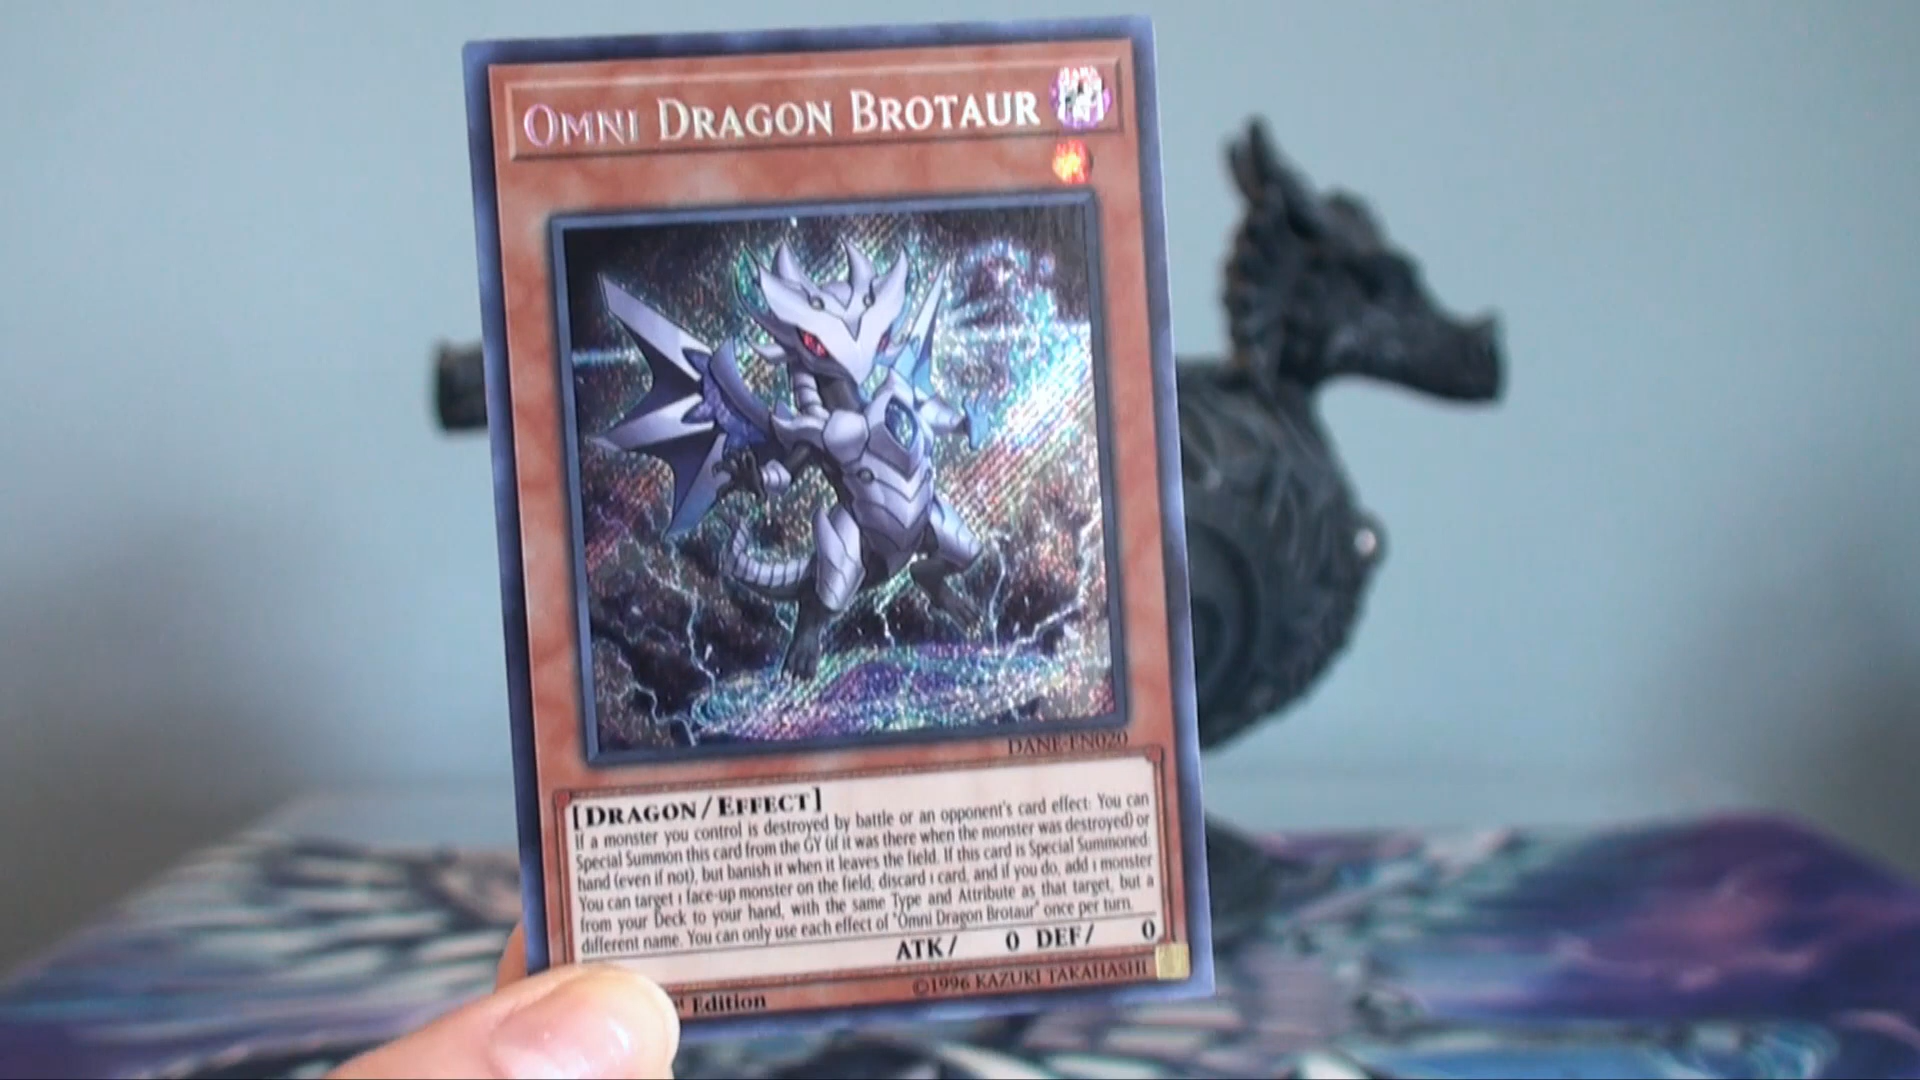 OMNI DRAGON BROTAUR
DANE-EN020
[DRAGON/EFFECT]
If a monster you control is destroyed by battle or an opponent's card effect: You can
Special Summon this card from the GY (if it was there when the monster was destroyed) or
hand (even if not), but banish it when it leaves the field. If this card is Special Summoned:
You can target 1 face-up monster on the field; discard 1 card, and if you do, add 1 monster
from your Deck to your hand, with the same Type and Attribute as that target, but a
different name. You can only use each effect of "Omni Dragon Brotaur" once per turn.
ATK/ 0 DEF/ 0
Edition
©1996 KAZUKI TAKAHASHI